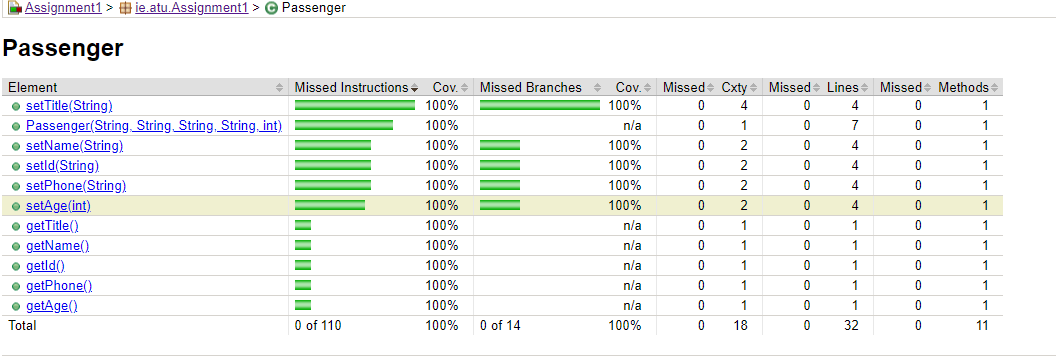 Assignment1 > ie.atu.Assignment1 > Passenger
Passenger
Element Missed Instructions Cov. Missed Branches Cov. Missed Cxty Missed Lines Missed Methods
setTitle(String) 100% 100% 0 4 0 4 0 1
Passenger(String, String, String, String, int) 100% n/a 0 1 0 7 0 1
setName(String) 100% 100% 0 2 0 4 0 1
setId(String) 100% 100% 0 2 0 4 0 1
setPhone(String) 100% 100% 0 2 0 4 0 1
setAge(int) 100% 100% 0 2 0 4 0 1
getTitle() 100% n/a 0 1 0 1 0 1
getName() 100% n/a 0 1 0 1 0 1
getId() 100% n/a 0 1 0 1 0 1
getPhone() 100% n/a 0 1 0 1 0 1
getAge() 100% n/a 0 1 0 1 0 1
Total 0 of 110 100% 0 of 14 100% 0 18 0 32 0 11